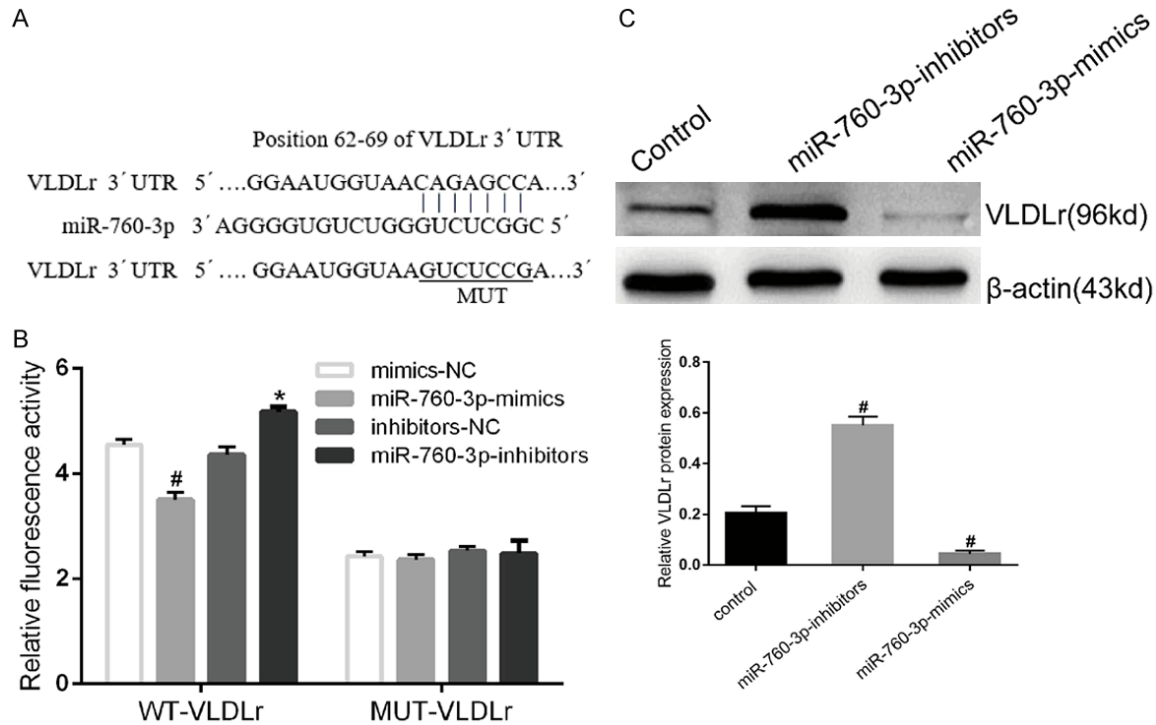 A
Position 62-69 of VLDLr 3´ UTR
VLDLr 3´ UTR 5´ ....GGAAUGGUAACAGAGCCA...3´
miR-760-3p 3´ AGGGGUGUCUGGGUCUCGGC 5´
VLDLr 3´ UTR 5´ .... GGAAUGGUAAGUCUCCGA...3´
MUT
B
Relative fluorescence activity
6
4
2
0
mimics-NC
miR-760-3p-mimics
inhibitors-NC
miR-760-3p-inhibitors
#
*
WT-VLDLr
MUT-VLDLr
C
Control
miR-760-3p-inhibitors
miR-760-3p-mimics
VLDLr(96kd)
β-actin(43kd)
Relative VLDLr protein expression
0.8
0.6
0.4
0.2
0.0
#
#
control
miR-760-3p-inhibitors
miR-760-3p-mimics